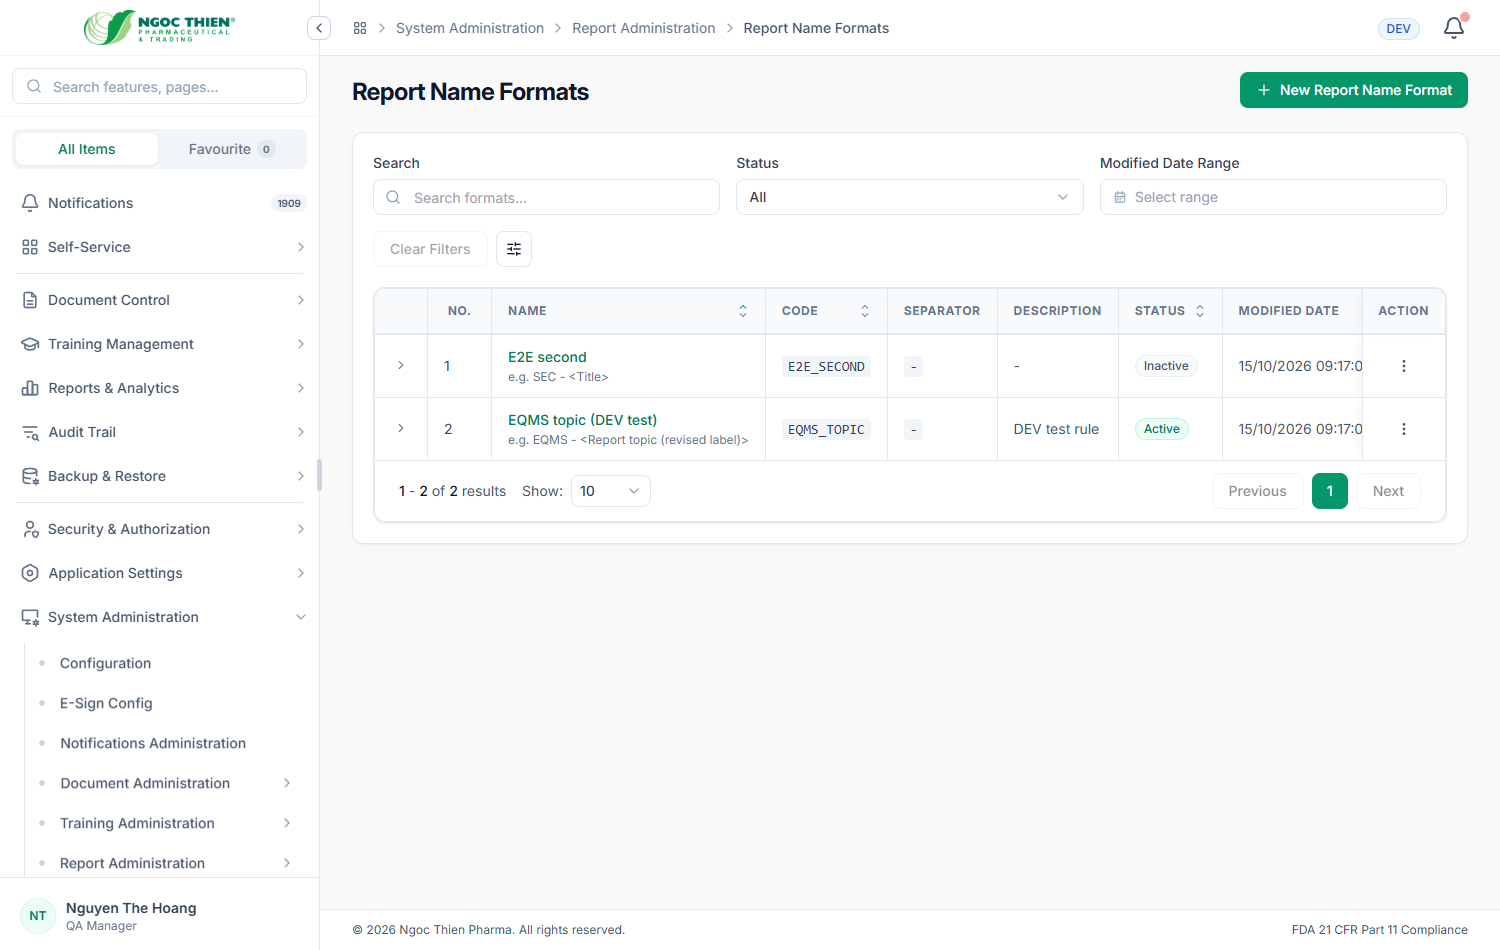 NGOC THIEN®
PHARMACEUTICAL
& TRADING
System Administration
Report Administration
Report Name Formats
DEV
Search features, pages...
All Items
Favourite 0
Notifications 1909
Self-Service
Document Control
Training Management
Reports & Analytics
Audit Trail
Backup & Restore
Security & Authorization
Application Settings
System Administration
Configuration
E-Sign Config
Notifications Administration
Document Administration
Training Administration
Report Administration
NT
Nguyen The Hoang
QA Manager
Report Name Formats
+ New Report Name Format
Search
Status
Modified Date Range
Search formats...
All
Select range
Clear Filters
NO. NAME CODE SEPARATOR DESCRIPTION STATUS MODIFIED DATE ACTION
1 E2E second E2E_SECOND - - Inactive 15/10/2026 09:17:0
e.g. SEC - <Title>
2 EQMS topic (DEV test) EQMS_TOPIC - DEV test rule Active 15/10/2026 09:17:0
e.g. EQMS - <Report topic (revised label)>
1 - 2 of 2 results Show: 10 Previous 1 Next
© 2026 Ngoc Thien Pharma. All rights reserved.
FDA 21 CFR Part 11 Compliance